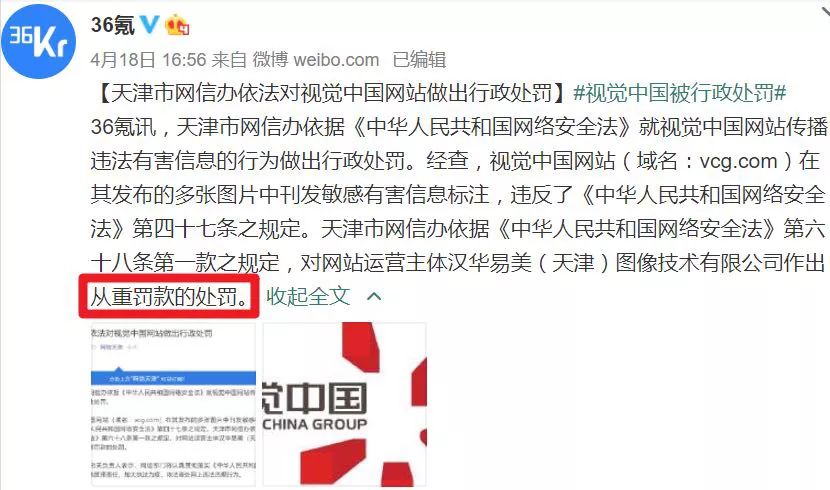 36氪
4月18日 16:56 来自 微博 weibo.com 已编辑
【天津市网信办依法对视觉中国网站做出行政处罚】#视觉中国被行政处罚#
36氪讯，天津市网信办依据《中华人民共和国网络安全法》就视觉中国网站传播
违法有害信息的行为做出行政处罚。经查，视觉中国网站（域名：vcg.com）在
其发布的多张图片中刊发敏感有害信息标注，违反了《中华人民共和国网络安全
法》第四十七条之规定。天津市网信办依据《中华人民共和国网络安全法》第六
十八条第一款之规定，对网站运营主体汉华易美（天津）图像技术有限公司作出
从重罚款的处罚。 收起全文
36Kr
4
依法对视觉中国网站做出行政处罚
觉中国
CHINA GROUP